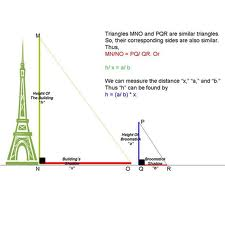 Triangles MNO and PQR are similar triangles.
So, their corresponding sides are also similar.
Thus,
MN/NO = PQ/ QR. Or
h/ x = a/ b
We can measure the distance "x," "a," and "b."
Thus "h" can be found by
h = (a/ b) * x.
M
Height Of
The Building
"h"
P
Height Of
Broomstick
"a"
Building's
Shadow
"x"
Broomstick
Shadow
"b"
N
O
Q
R